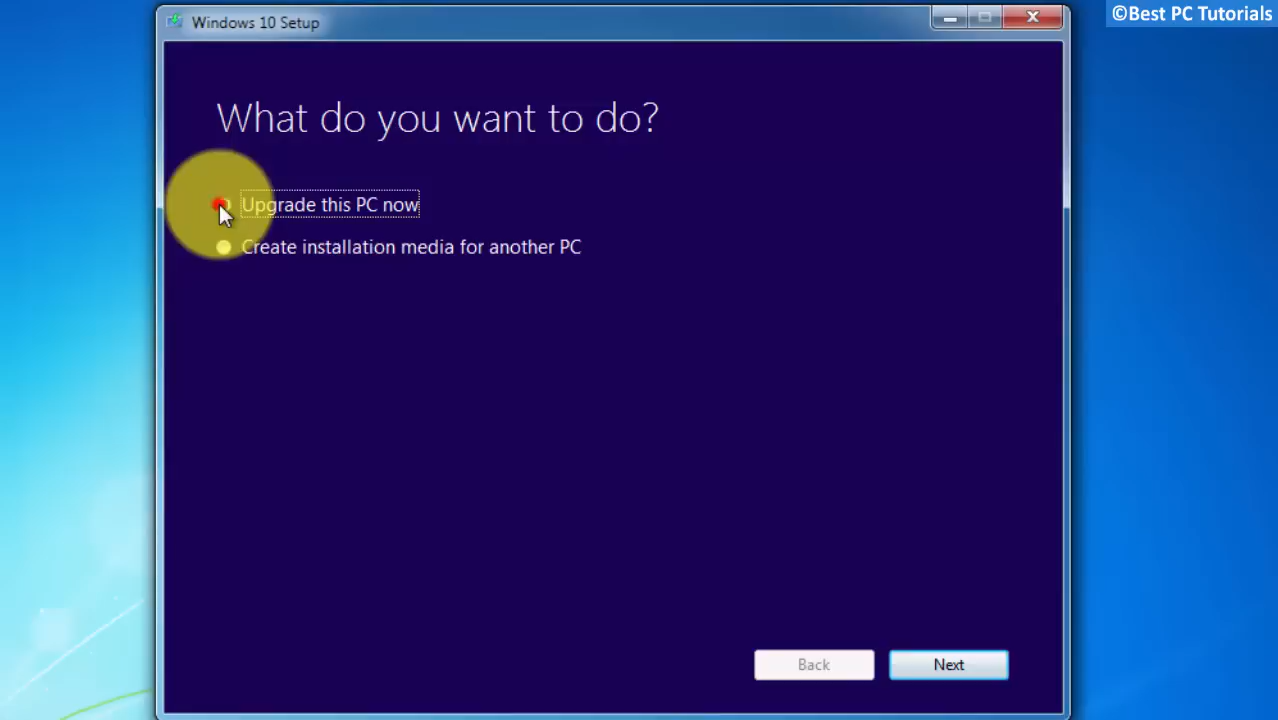 ©Best PC Tutorials
Windows 10 Setup
What do you want to do?
Upgrade this PC now
Create installation media for another PC
Back
Next